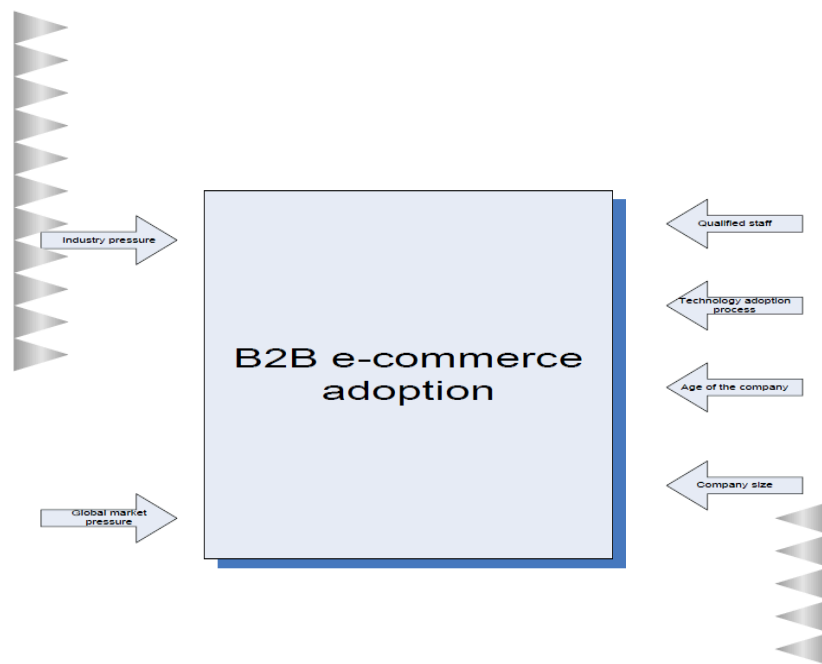 Industry pressure
Global market
pressure
B2B e-commerce
adoption
Qualified staff
Technology adoption
process
Age of the company
Company size